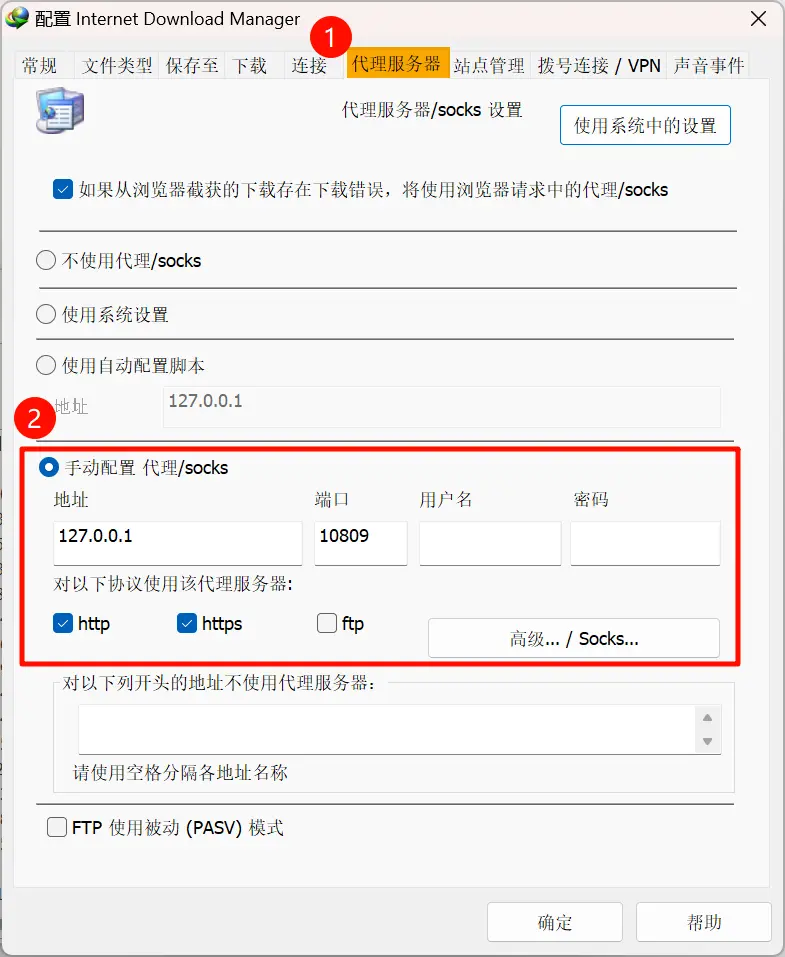 配置 Internet Download Manager
1
常规 文件类型 保存至 下载 连接 代理服务器 站点管理 拨号连接 / VPN 声音事件
代理服务器/socks 设置
使用系统中的设置
如果从浏览器截获的下载存在下载错误，将使用浏览器请求中的代理/socks
不使用代理/socks
使用系统设置
使用自动配置脚本
2
地址 127.0.0.1
手动配置 代理/socks
地址 端口 用户名 密码
127.0.0.1 10809
对以下协议使用该代理服务器:
http https ftp
高级... / Socks...
对以下列开头的地址不使用代理服务器：
请使用空格分隔各地址名称
FTP 使用被动 (PASV) 模式
确定 帮助